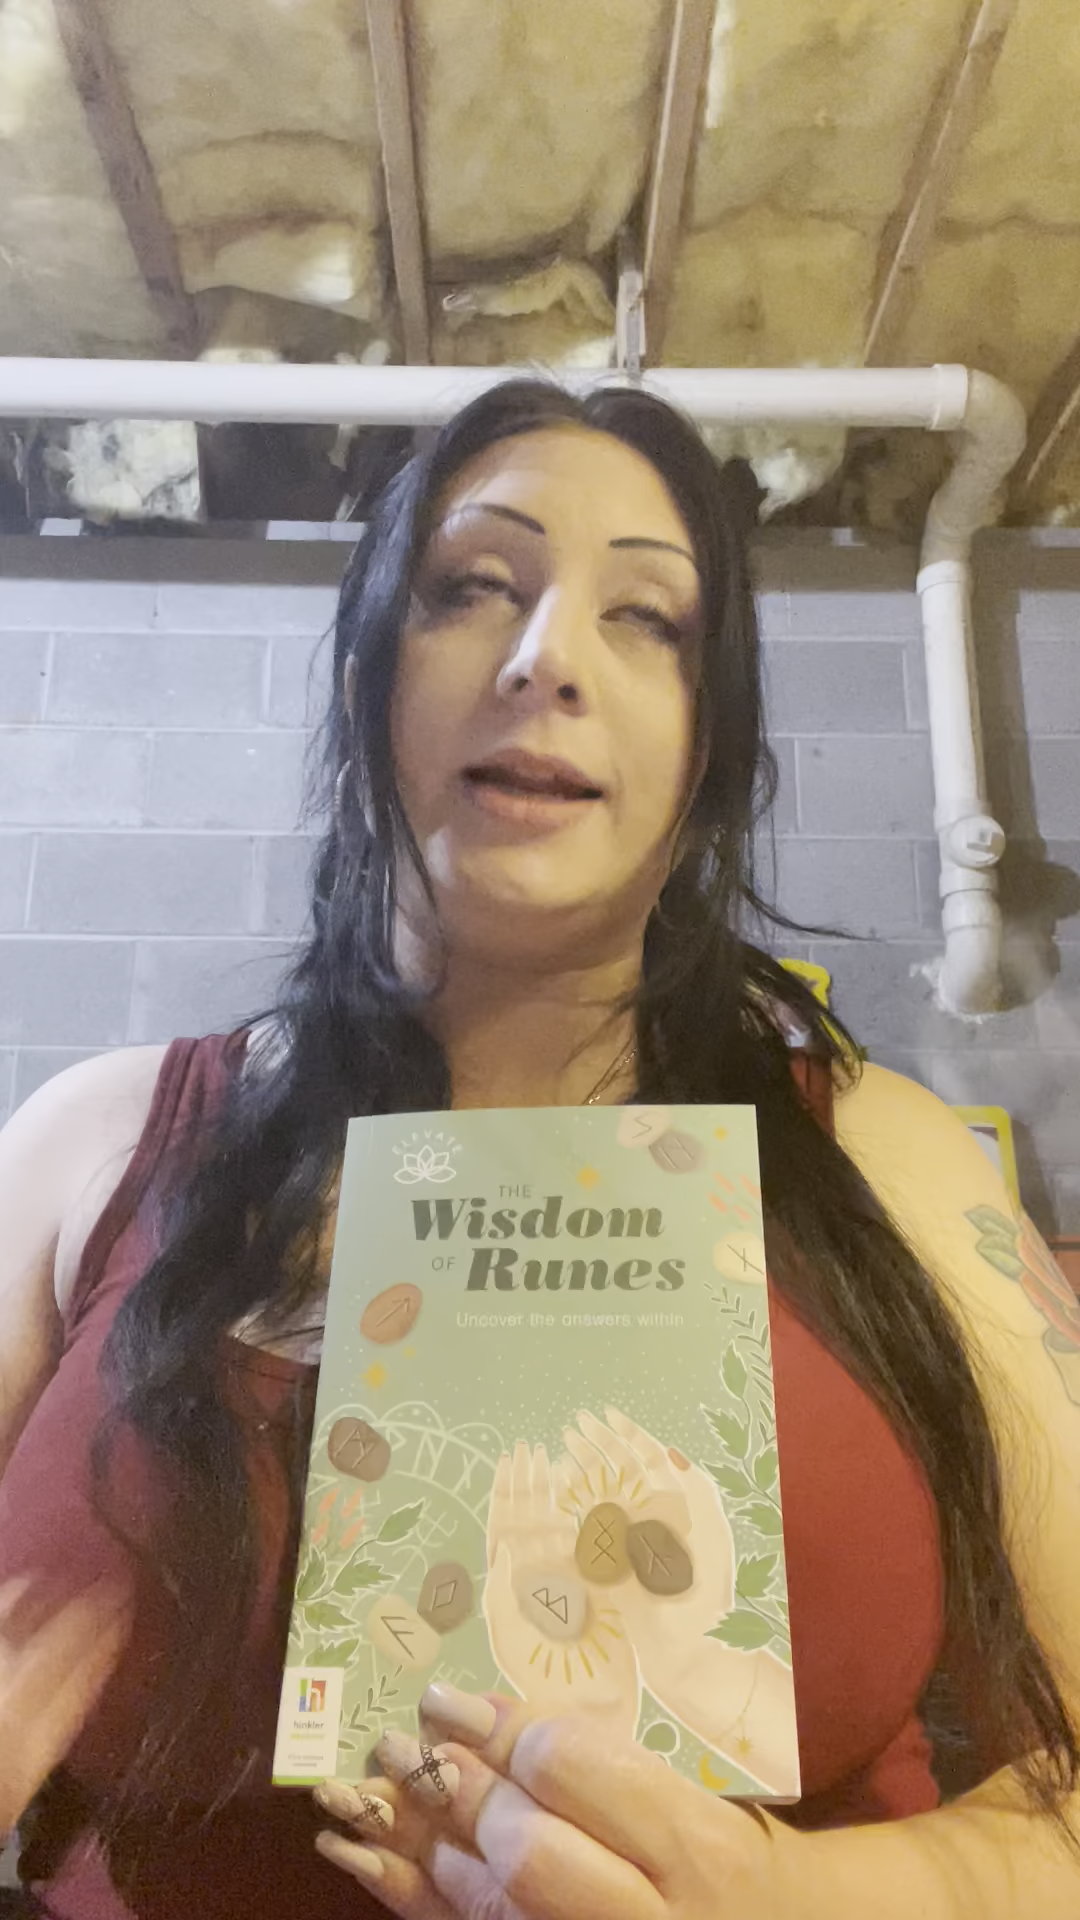 ELEVATE
THE
Wisdom
OF Runes
Uncover the answers within
hinkler